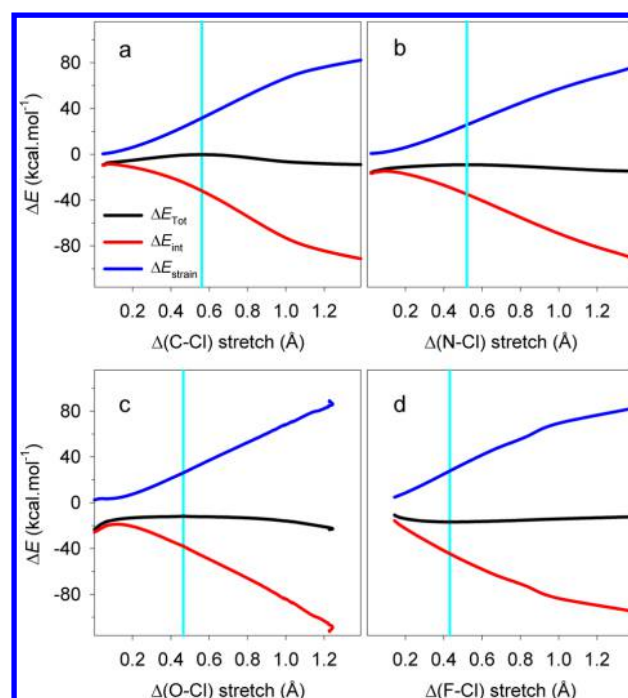 a
b
80
40
0
-40
-80
ΔE (kcal.mol⁻¹)
ΔE_Tot
ΔE_int
ΔE_strain
0.2 0.4 0.6 0.8 1.0 1.2
0.2 0.4 0.6 0.8 1.0 1.2
Δ(C-Cl) stretch (Å)
Δ(N-Cl) stretch (Å)
c
d
80
40
0
-40
-80
ΔE (kcal.mol⁻¹)
0.2 0.4 0.6 0.8 1.0 1.2
0.2 0.4 0.6 0.8 1.0 1.2
Δ(O-Cl) stretch (Å)
Δ(F-Cl) stretch (Å)